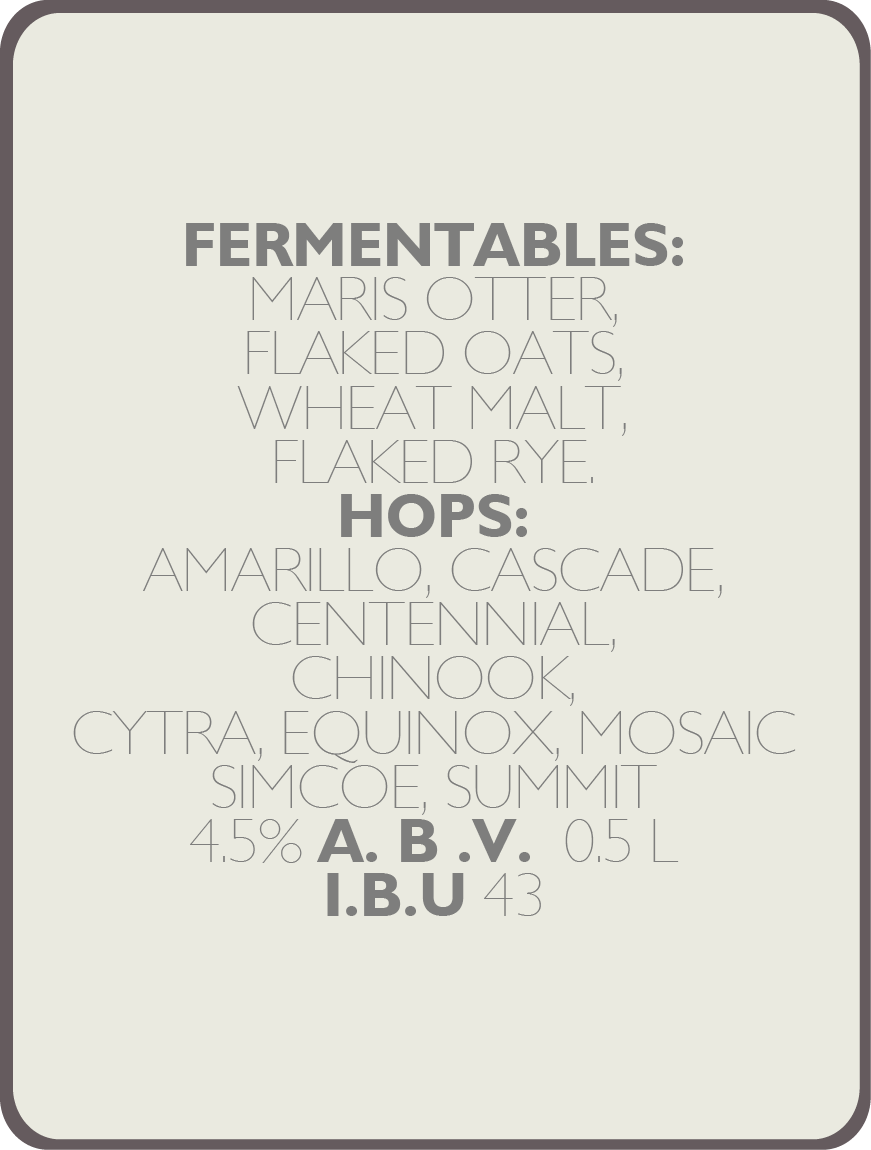 FERMENTABLES:
MARIS OTTER,
FLAKED OATS,
WHEAT MALT,
FLAKED RYE.
HOPS:
AMARILLO, CASCADE,
CENTENNIAL,
CHINOOK,
CYTRA, EQUINOX, MOSAIC
SIMCOE, SUMMIT
4.5% A. B .V. 0.5 L
I.B.U 43